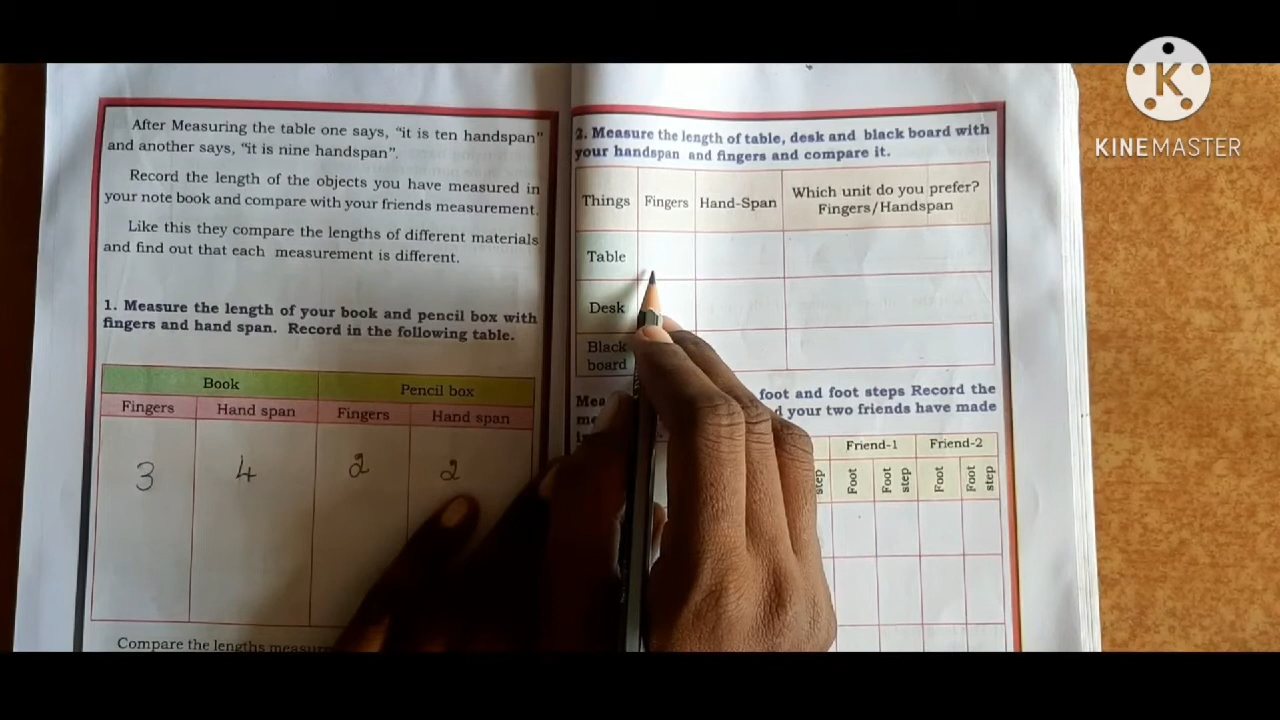 After Measuring the table one says, “it is ten handspan”
and another says, “it is nine handspan”.
Record the length of the objects you have measured in
your note book and compare with your friends measurement.
Like this they compare the lengths of different materials
and find out that each measurement is different.
1. Measure the length of your book and pencil box with
fingers and hand span. Record in the following table.
Book Pencil box
Fingers Hand span Fingers Hand span
3 4 2 2
Compare the lengths
2. Measure the length of table, desk and black board with
your handspan and fingers and compare it.
Things Fingers Hand-Span Which unit do you prefer?
Fingers/Handspan
Table
Desk
Black
board
foot and foot steps Record the
your two friends have made
Friend-1 Friend-2
step Foot Foot step Foot Foot step
K
KINEMASTER